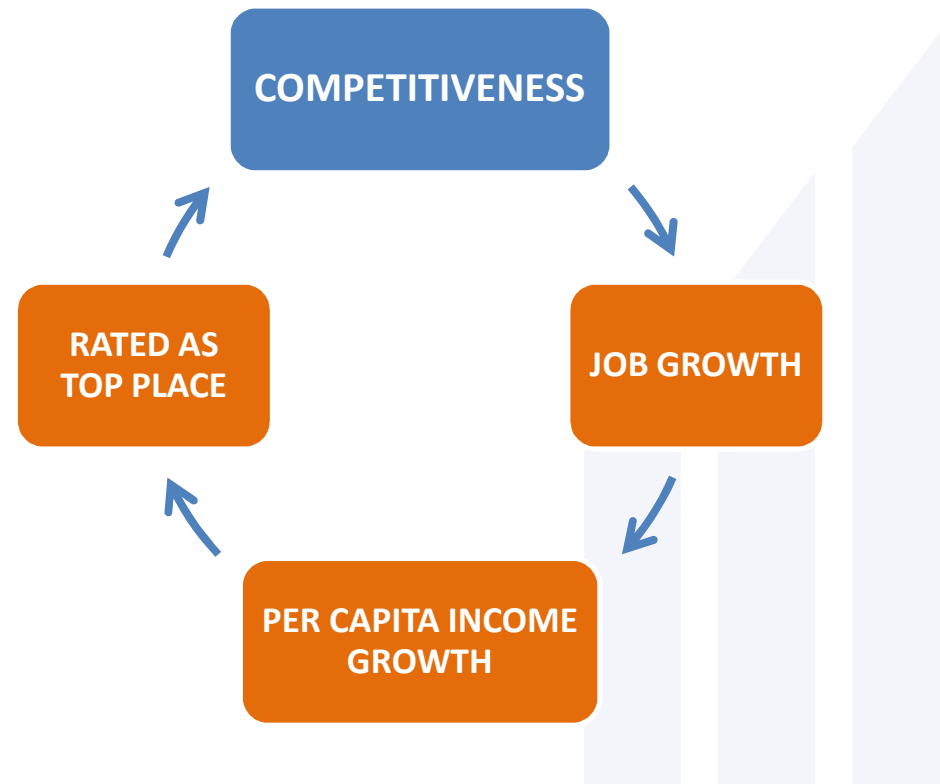 COMPETITIVENESS
JOB GROWTH
PER CAPITA INCOME
GROWTH
RATED AS
TOP PLACE